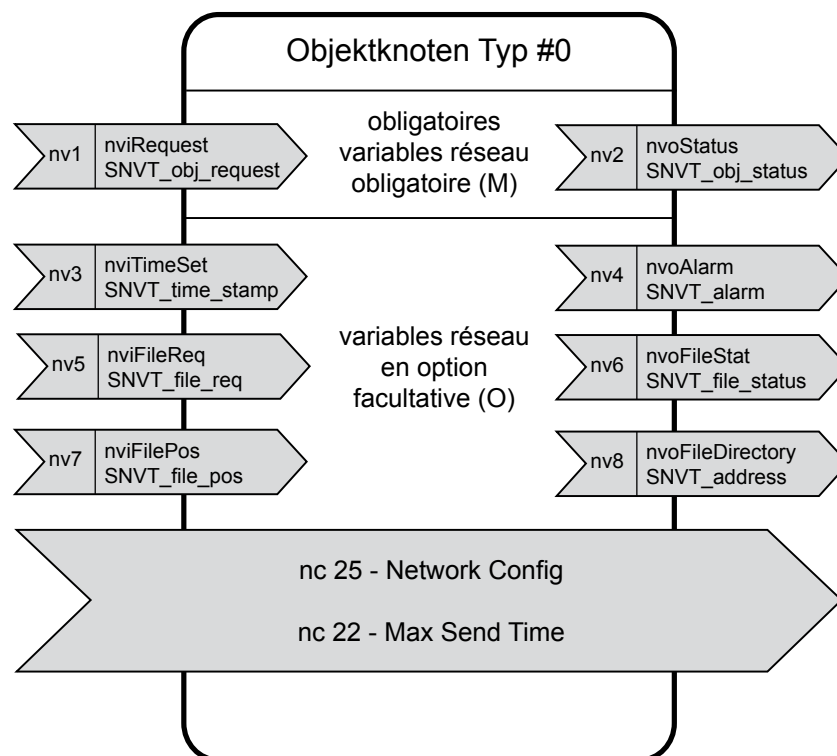 Objektknoten Typ #0
nv1
nviRequest
SNVT_obj_request
obligatoires
variables réseau
obligatoire (M)
nv2
nvoStatus
SNVT_obj_status
nv3
nviTimeSet
SNVT_time_stamp
nv4
nvoAlarm
SNVT_alarm
nv5
nviFileReq
SNVT_file_req
variables réseau
en option
facultative (O)
nv6
nvoFileStat
SNVT_file_status
nv7
nviFilePos
SNVT_file_pos
nv8
nvoFileDirectory
SNVT_address
nc 25 - Network Config
nc 22 - Max Send Time